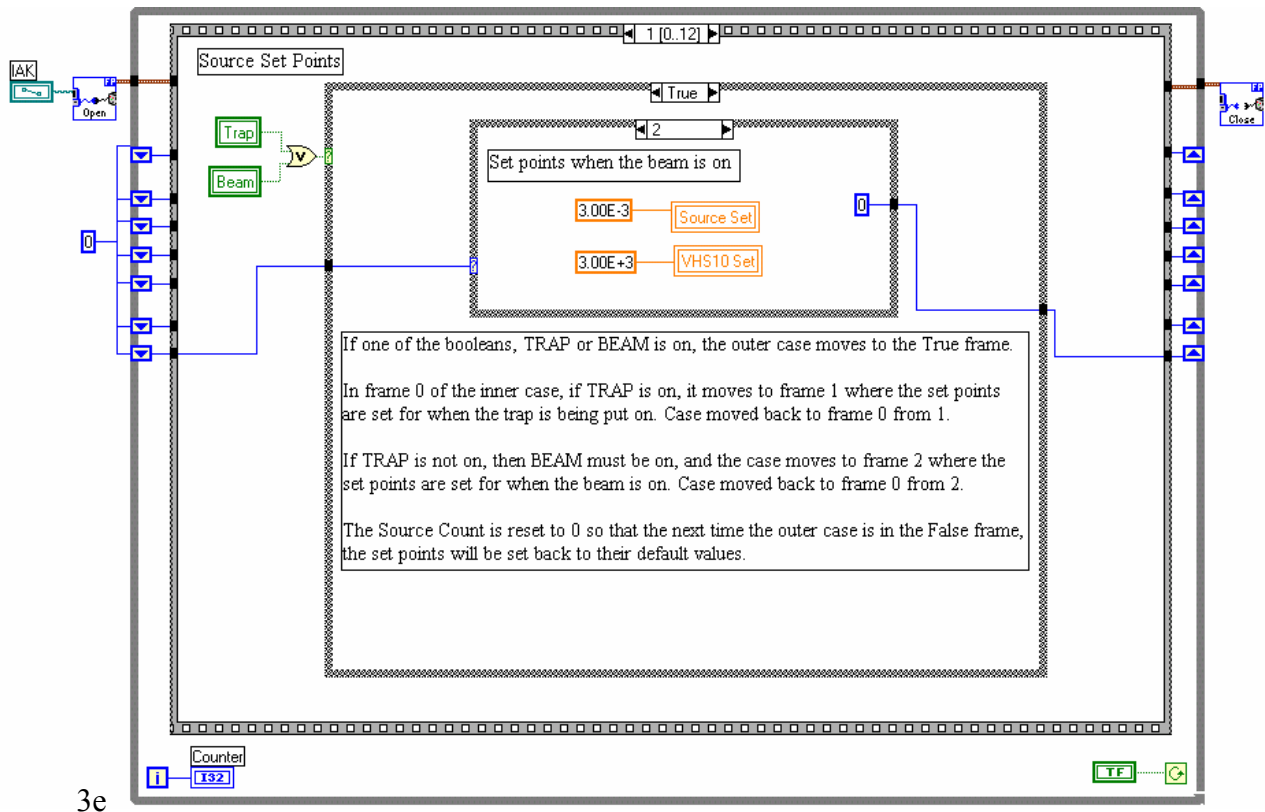 1 [0..12]
Source Set Points
IAK
FP
Open
True
FP
Close
Trap
V
?
Beam
2
Set points when the beam is on
3.00E-3
Source Set
0
3.00E+3
VHS10 Set
?
0
If one of the booleans, TRAP or BEAM is on, the outer case moves to the True frame.
In frame 0 of the inner case, if TRAP is on, it moves to frame 1 where the set points
are set for when the trap is being put on. Case moved back to frame 0 from 1.
If TRAP is not on, then BEAM must be on, and the case moves to frame 2 where the
set points are set for when the beam is on. Case moved back to frame 0 from 2.
The Source Count is reset to 0 so that the next time the outer case is in the False frame,
the set points will be set back to their default values.
Counter
i
I32
TF
3e